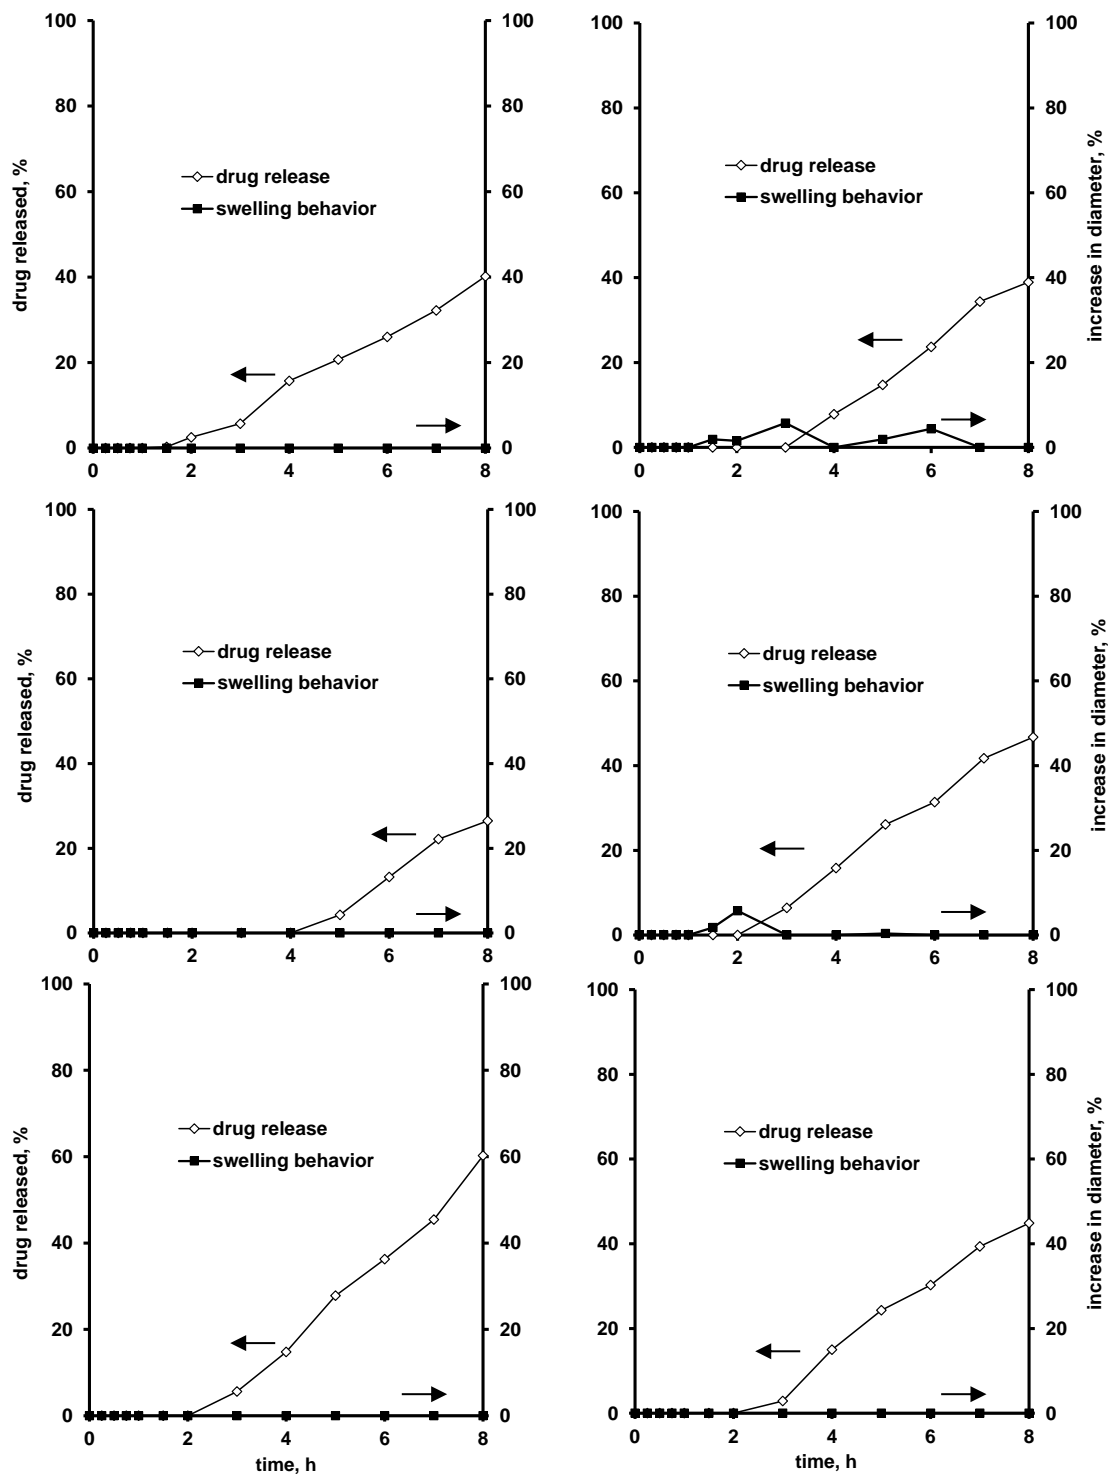 100 100
80 80
60 60
40 40
20 20
0 0
0 2 4 6 8
drug released, %
drug release
swelling behavior
100 100
80 80
60 60
40 40
20 20
0 0
0 2 4 6 8
increase in diameter, %
drug release
swelling behavior
100 100
80 80
60 60
40 40
20 20
0 0
0 2 4 6 8
drug released, %
drug release
swelling behavior
100 100
80 80
60 60
40 40
20 20
0 0
0 2 4 6 8
increase in diameter, %
drug release
swelling behavior
100 100
80 80
60 60
40 40
20 20
0 0
0 2 4 6 8
drug released, %
drug release
swelling behavior
time, h
100 100
80 80
60 60
40 40
20 20
0 0
0 2 4 6 8
increase in diameter, %
drug release
swelling behavior
time, h